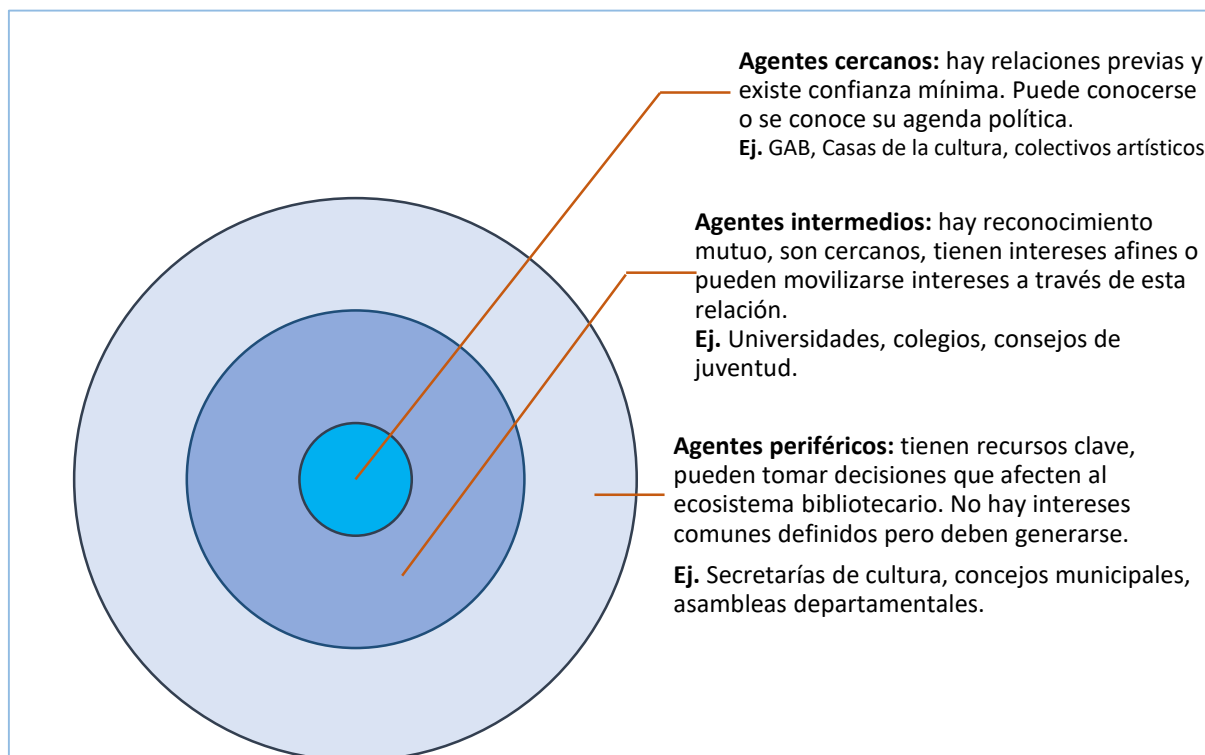 Agentes cercanos: hay relaciones previas y
existe confianza mínima. Puede conocerse
o se conoce su agenda política.
Ej. GAB, Casas de la cultura, colectivos artísticos
Agentes intermedios: hay reconocimiento
mutuo, son cercanos, tienen intereses afines o
pueden movilizarse intereses a través de esta
relación.
Ej. Universidades, colegios, consejos de
juventud.
Agentes periféricos: tienen recursos clave,
pueden tomar decisiones que afecten al
ecosistema bibliotecario. No hay intereses
comunes definidos pero deben generarse.
Ej. Secretarías de cultura, concejos municipales,
asambleas departamentales.